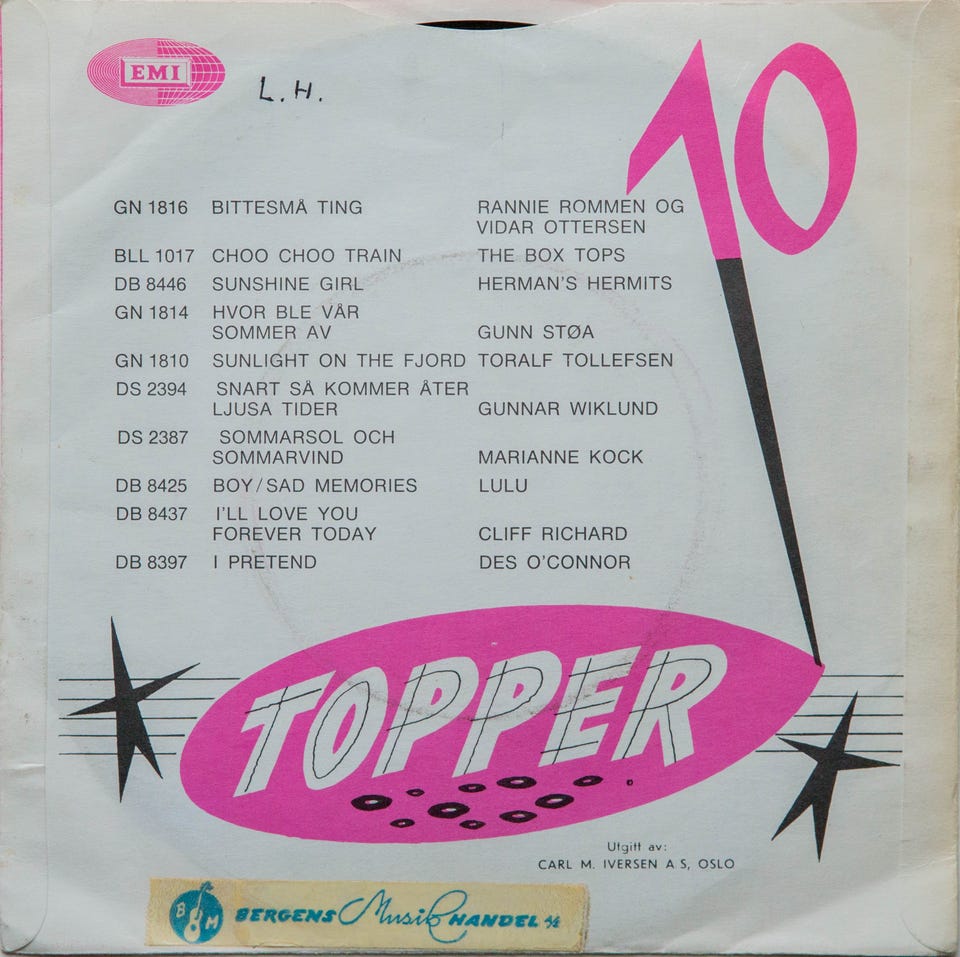 EMI
L.H.
10
GN 1816 BITTESMÅ TING RANNIE ROMMEN OG
VIDAR OTTERSEN
BLL 1017 CHOO CHOO TRAIN THE BOX TOPS
DB 8446 SUNSHINE GIRL HERMAN'S HERMITS
GN 1814 HVOR BLE VÅR
SOMMER AV GUNN STØA
GN 1810 SUNLIGHT ON THE FJORD TORALF TOLLEFSEN
DS 2394 SNART SÅ KOMMER ÅTER
LJUSA TIDER GUNNAR WIKLUND
DS 2387 SOMMARSOL OCH
SOMMARVIND MARIANNE KOCK
DB 8425 BOY/SAD MEMORIES LULU
DB 8437 I'LL LOVE YOU
FOREVER TODAY CLIFF RICHARD
DB 8397 I PRETEND DES O'CONNOR
TOPPER
Utgitt av:
CARL M. IVERSEN A S, OSLO
B M BERGENS Musik HANDEL A/S